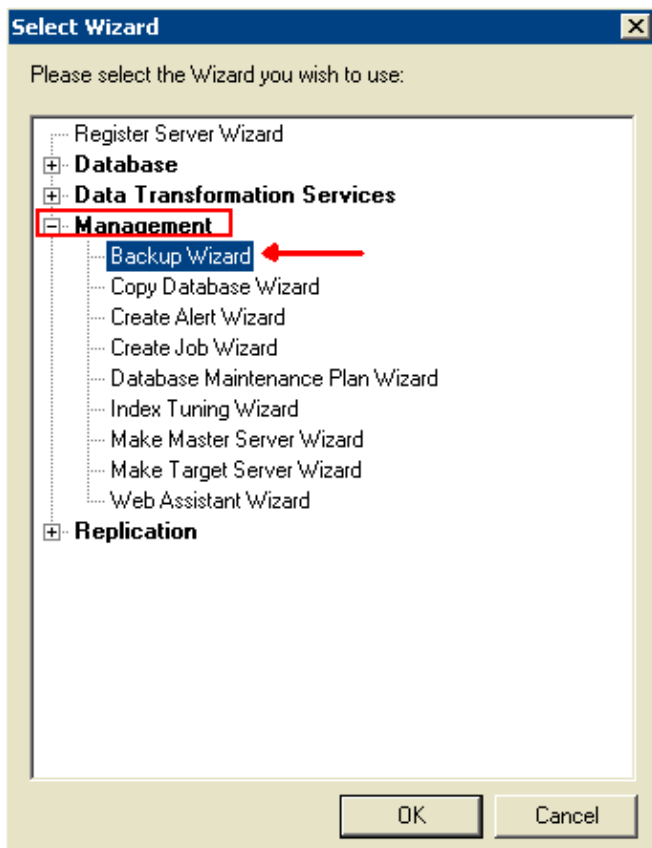 Select Wizard
Please select the Wizard you wish to use:
Register Server Wizard
Database
Data Transformation Services
Management
Backup Wizard
Copy Database Wizard
Create Alert Wizard
Create Job Wizard
Database Maintenance Plan Wizard
Index Tuning Wizard
Make Master Server Wizard
Make Target Server Wizard
Web Assistant Wizard
Replication
OK
Cancel